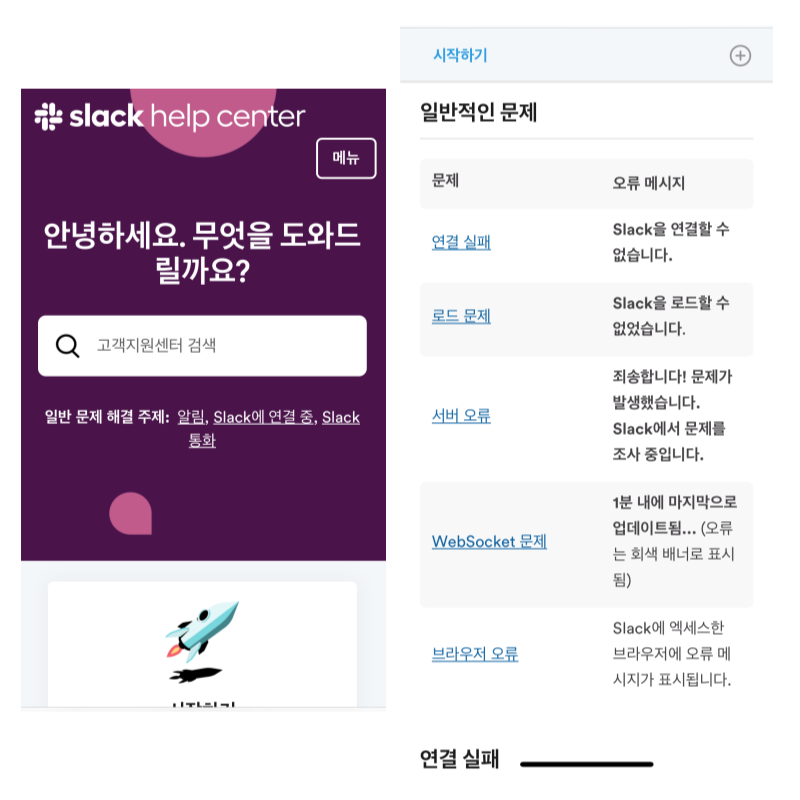 slack help center
메뉴
안녕하세요. 무엇을 도와드
릴까요?
고객지원센터 검색
일반 문제 해결 주제: 알림, Slack에 연결 중, Slack
통화
시작하기
시작하기
일반적인 문제
문제
오류 메시지
연결 실패
Slack을 연결할 수
없습니다.
로드 문제
Slack을 로드할 수
없었습니다.
서버 오류
죄송합니다! 문제가
발생했습니다.
Slack에서 문제를
조사 중입니다.
WebSocket 문제
1분 내에 마지막으로
업데이트됨... (오류
는 회색 배너로 표시
됨)
브라우저 오류
Slack에 엑세스한
브라우저에 오류 메
시지가 표시됩니다.
연결 실패